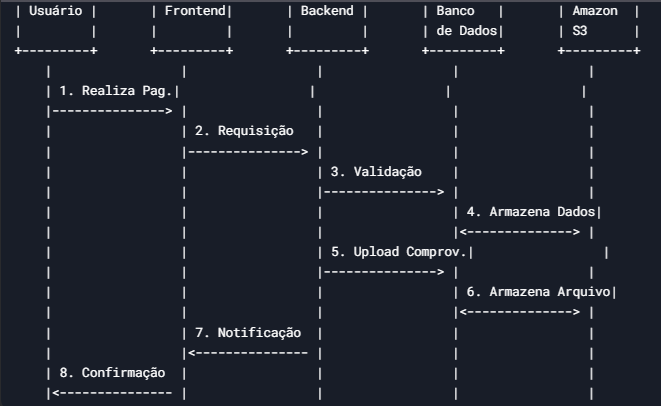 | Usuário |      | Frontend|      | Backend |      | Banco   |      | Amazon  |
|         |      |         |      |         |      | de Dados|      | S3      |
+---------+      +---------+      +---------+      +---------+      +---------+
    |                |                |                |                |
    | 1. Realiza Pag.|                |                |                |
    |---------------> |                |                |                |
    |                | 2. Requisição  |                |                |
    |                |---------------> |                |                |
    |                |                | 3. Validação   |                |
    |                |                |---------------> |                |
    |                |                |                | 4. Armazena Dados|
    |                |                |                |<---------------> |
    |                |                | 5. Upload Comprov.|                |
    |                |                |---------------> |                |
    |                |                |                | 6. Armazena Arquivo|
    |                |                |                |<---------------> |
    |                | 7. Notificação  |                |                |
    |                |<--------------- |                |                |
    | 8. Confirmação  |                |                |                |
    |<--------------- |                |                |                |